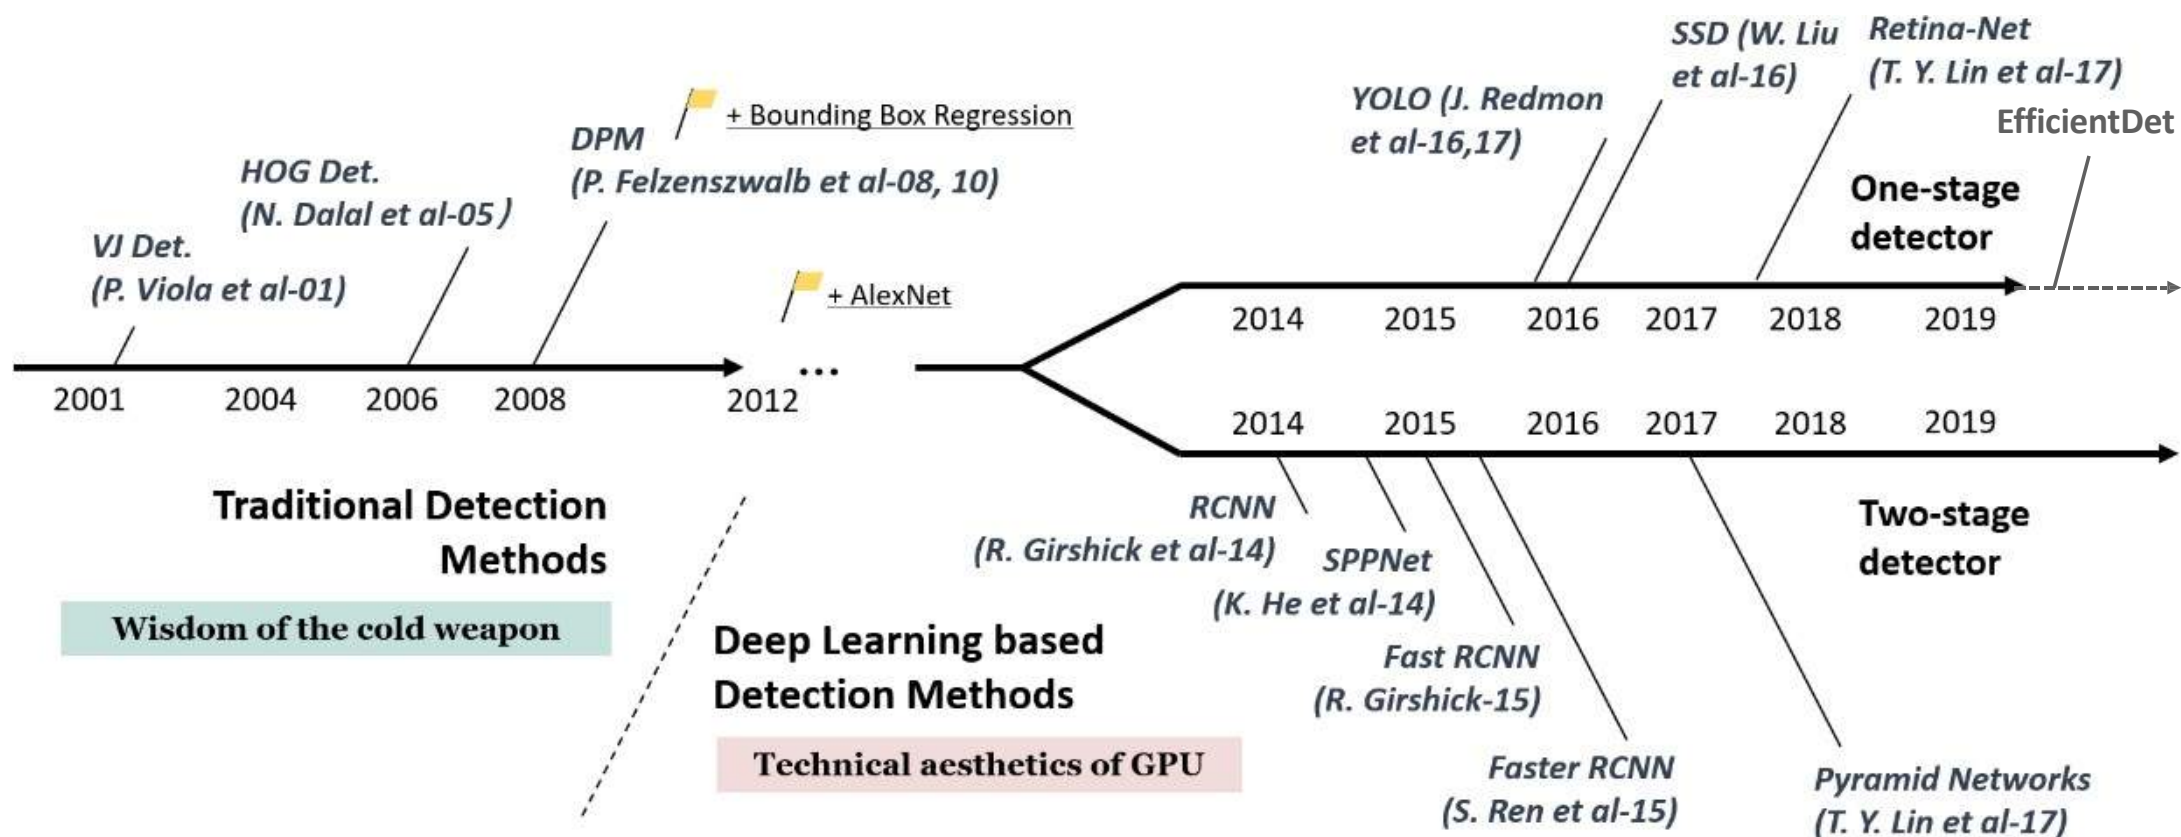 VJ Det.
(P. Viola et al-01)
HOG Det.
(N. Dalal et al-05)
DPM
(P. Felzenszwalb et al-08, 10)
+ Bounding Box Regression
+ AlexNet
2001
2004
2006
2008
2012
...
Traditional Detection
Methods
Wisdom of the cold weapon
Deep Learning based
Detection Methods
Technical aesthetics of GPU
YOLO (J. Redmon
et al-16,17)
SSD (W. Liu
et al-16)
Retina-Net
(T. Y. Lin et al-17)
EfficientDet
One-stage
detector
2014
2015
2016
2017
2018
2019
2014
2015
2016
2017
2018
2019
Two-stage
detector
RCNN
(R. Girshick et al-14)
SPPNet
(K. He et al-14)
Fast RCNN
(R. Girshick-15)
Faster RCNN
(S. Ren et al-15)
Pyramid Networks
(T. Y. Lin et al-17)